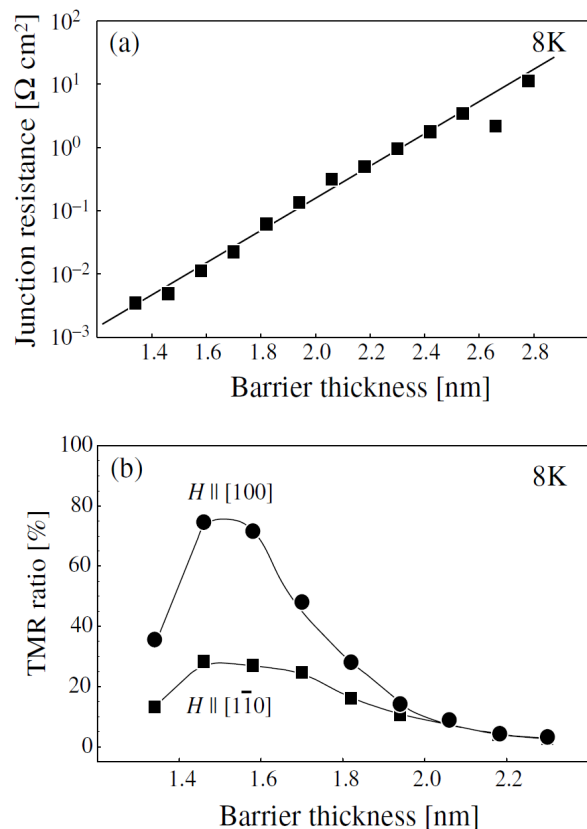 (a)
8K
Junction resistance [Ω cm²]
10²
10¹
10⁰
10⁻¹
10⁻²
10⁻³
1.4 1.6 1.8 2.0 2.2 2.4 2.6 2.8
Barrier thickness [nm]
(b)
8K
TMR ratio [%]
100
80
60
40
20
0
H || [100]
H || [11̄0]
1.4 1.6 1.8 2.0 2.2
Barrier thickness [nm]